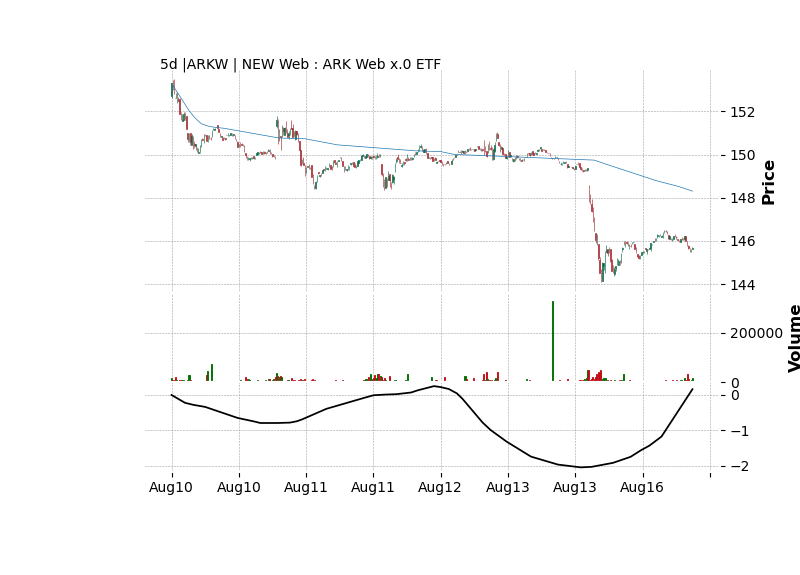 5d |ARKW | NEW Web : ARK Web x.0 ETF
152
150
148
146
144
Price
200000
0
Volume
0
−1
−2
Aug10 Aug10 Aug11 Aug11 Aug12 Aug13 Aug13 Aug16